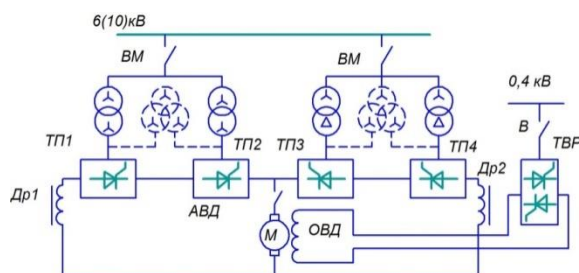 6(10)кВ
ВМ
ВМ
0,4 кВ
В
ТВР
ТП1
ТП2
ТП3
ТП4
Др1
Др2
АВД
М
ОВД